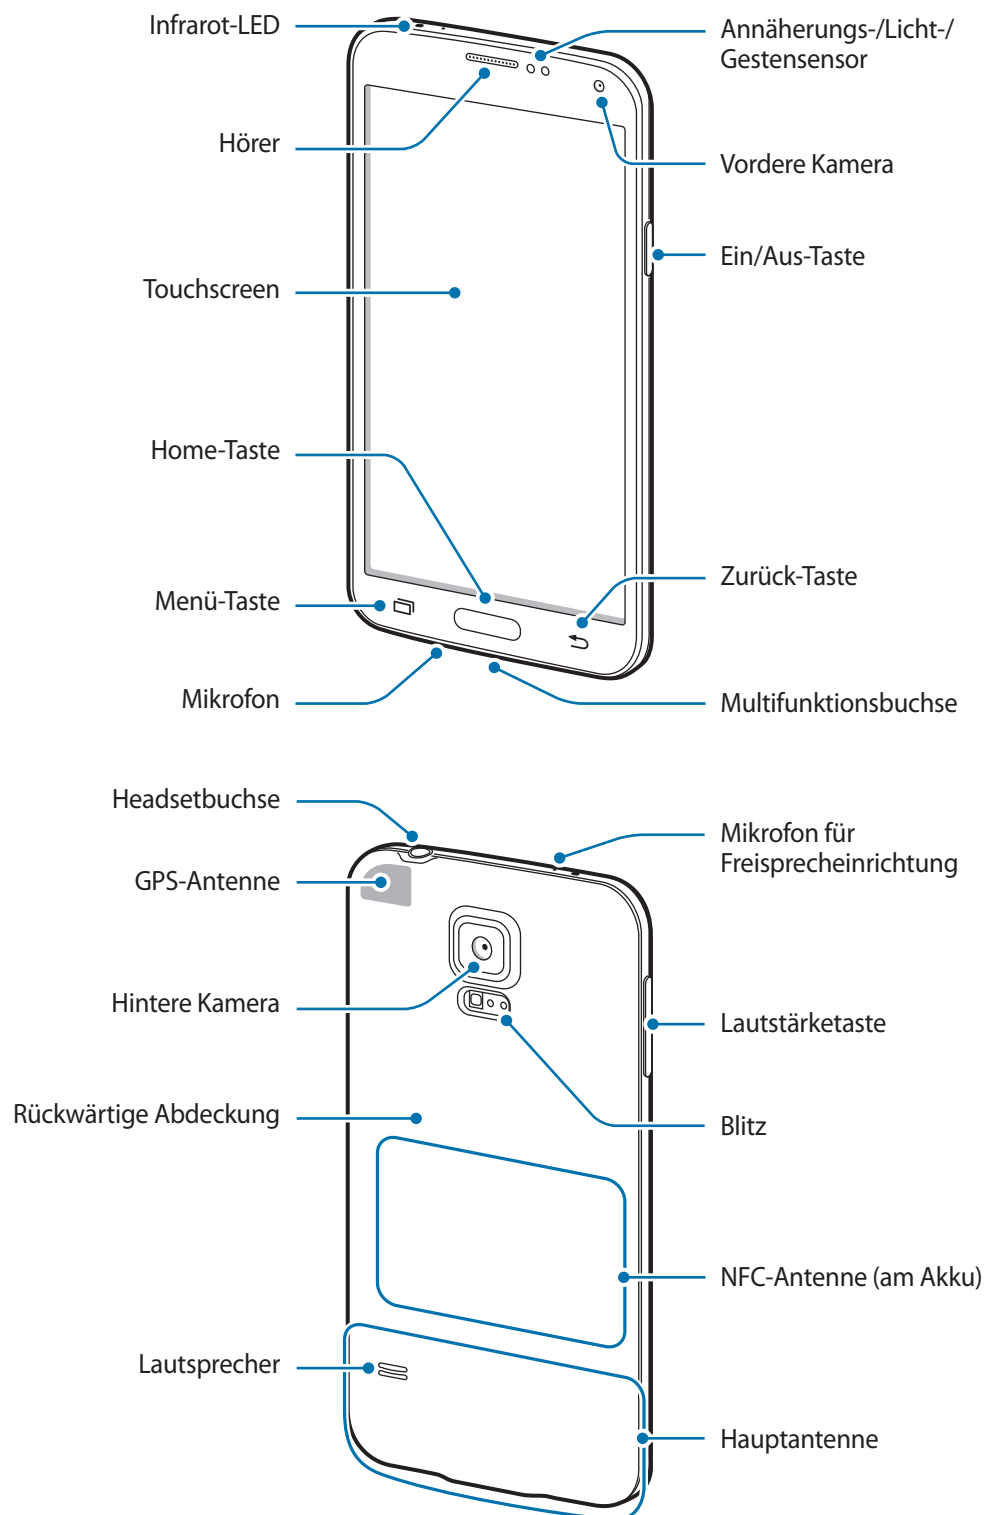 Infrarot-LED
Annäherungs-/Licht-/
Gestensensor
Hörer
Vordere Kamera
Ein/Aus-Taste
Touchscreen
Home-Taste
Zurück-Taste
Menü-Taste
Mikrofon
Multifunktionsbuchse
Headsetbuchse
Mikrofon für
Freisprecheinrichtung
GPS-Antenne
Hintere Kamera
Lautstärketaste
Rückwärtige Abdeckung
Blitz
NFC-Antenne (am Akku)
Lautsprecher
Hauptantenne